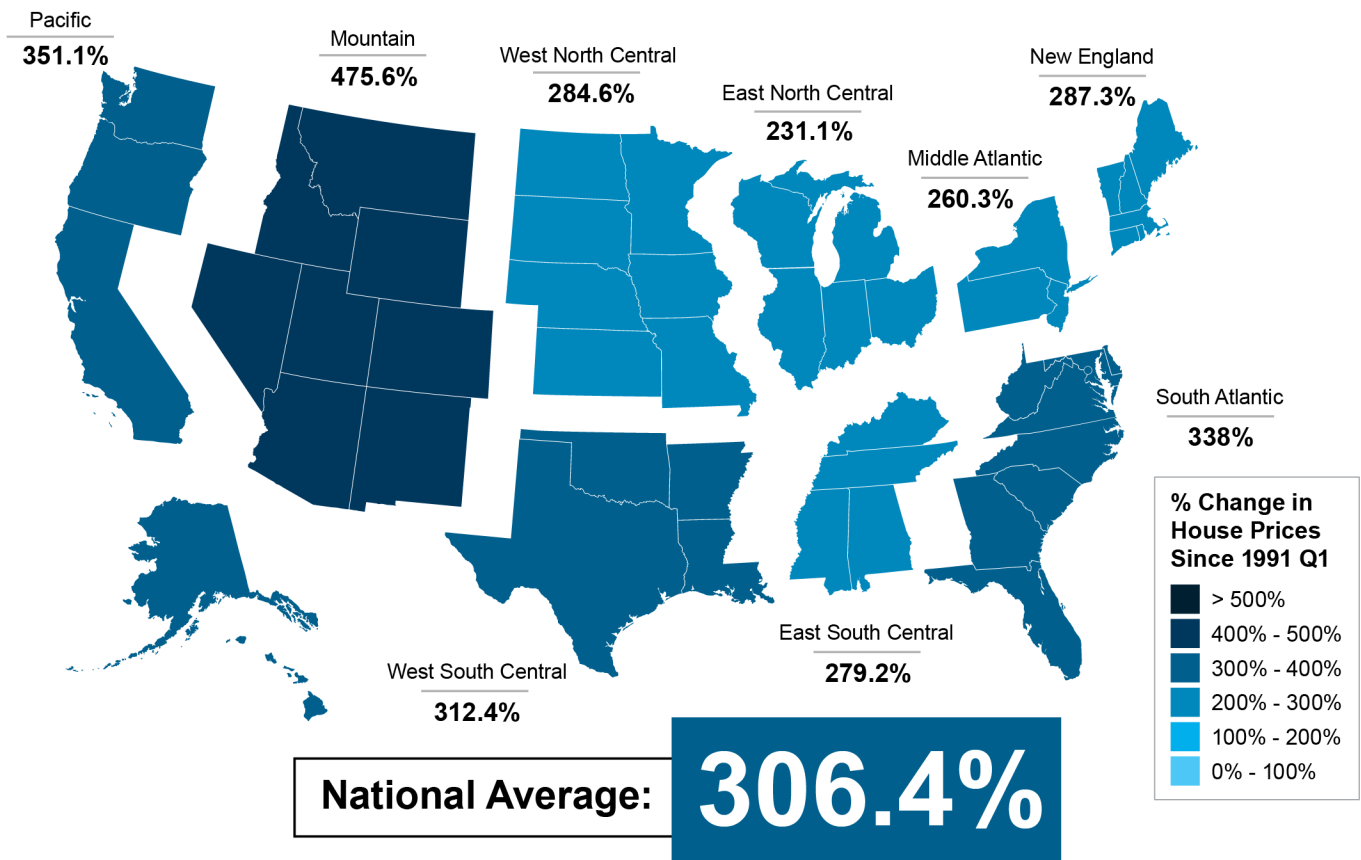 Pacific
351.1%
Mountain
475.6%
West North Central
284.6%
East North Central
231.1%
New England
287.3%
Middle Atlantic
260.3%
South Atlantic
338%
% Change in
House Prices
Since 1991 Q1
> 500%
400% - 500%
300% - 400%
200% - 300%
100% - 200%
0% - 100%
East South Central
279.2%
West South Central
312.4%
National Average:
306.4%